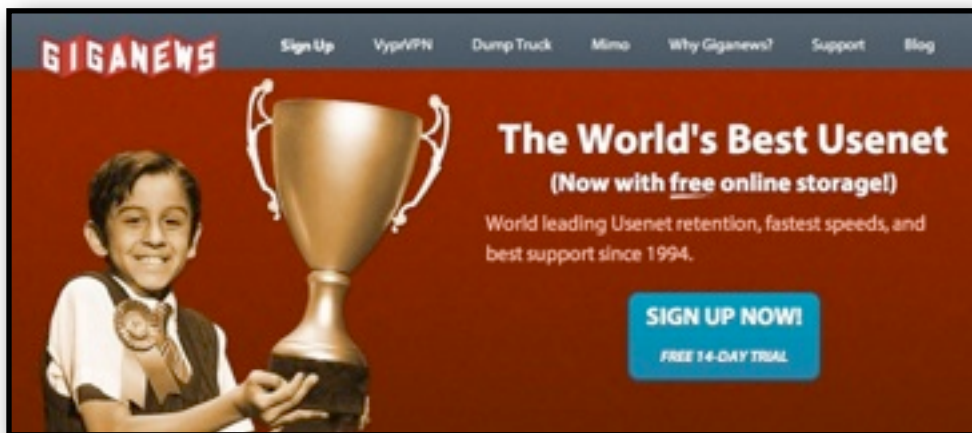 GIGANEWS
Sign Up VyprVPN Dump Truck Mimo Why Giganews? Support Blog
The World's Best Usenet
(Now with free online storage!)
World leading Usenet retention, fastest speeds, and
best support since 1994.
SIGN UP NOW!
FREE 14-DAY TRIAL